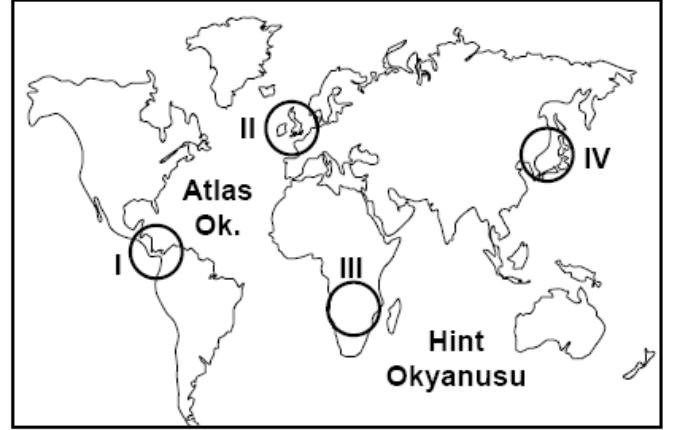 II
IV
Atlas
Ok.
I
III
Hint
Okyanusu